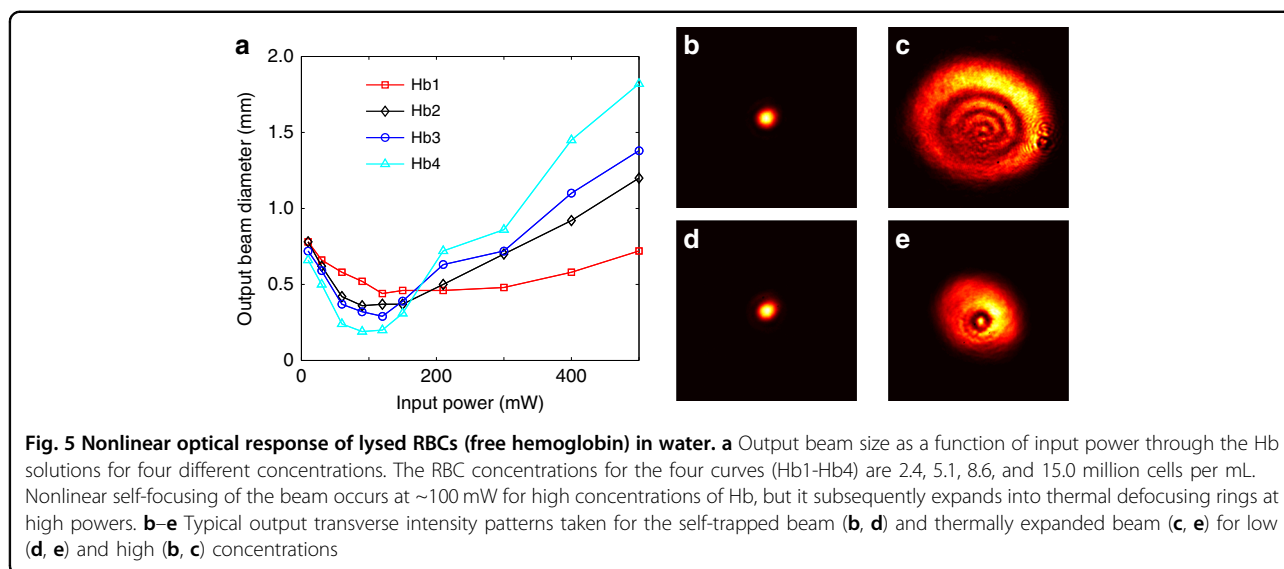 a
2.0
1.5
1.0
0.5
0
Output beam diameter (mm)
Hb1
Hb2
Hb3
Hb4
0
200
400
Input power (mW)
b
c
d
e
Fig. 5 Nonlinear optical response of lysed RBCs (free hemoglobin) in water. a Output beam size as a function of input power through the Hb
solutions for four different concentrations. The RBC concentrations for the four curves (Hb1-Hb4) are 2.4, 5.1, 8.6, and 15.0 million cells per mL.
Nonlinear self-focusing of the beam occurs at ~100 mW for high concentrations of Hb, but it subsequently expands into thermal defocusing rings at
high powers. b–e Typical output transverse intensity patterns taken for the self-trapped beam (b, d) and thermally expanded beam (c, e) for low
(d, e) and high (b, c) concentrations